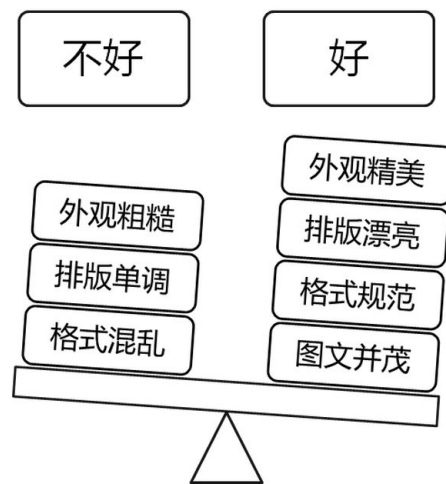 不好
好
外观粗糙
排版单调
格式混乱
外观精美
排版漂亮
格式规范
图文并茂